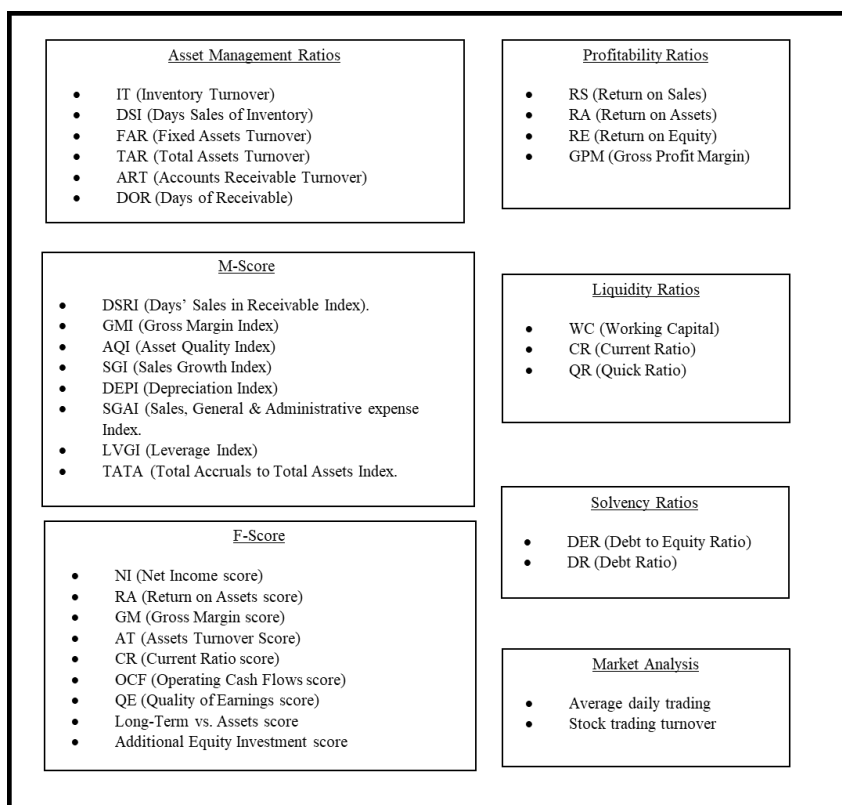 Asset Management Ratios
• IT (Inventory Turnover)
• DSI (Days Sales of Inventory)
• FAR (Fixed Assets Turnover)
• TAR (Total Assets Turnover)
• ART (Accounts Receivable Turnover)
• DOR (Days of Receivable)
Profitability Ratios
• RS (Return on Sales)
• RA (Return on Assets)
• RE (Return on Equity)
• GPM (Gross Profit Margin)
M-Score
• DSRI (Days’ Sales in Receivable Index).
• GMI (Gross Margin Index)
• AQI (Asset Quality Index)
• SGI (Sales Growth Index)
• DEPI (Depreciation Index)
• SGAI (Sales, General & Administrative expense
Index.
• LVGI (Leverage Index)
• TATA (Total Accruals to Total Assets Index.
Liquidity Ratios
• WC (Working Capital)
• CR (Current Ratio)
• QR (Quick Ratio)
Solvency Ratios
• DER (Debt to Equity Ratio)
• DR (Debt Ratio)
F-Score
• NI (Net Income score)
• RA (Return on Assets score)
• GM (Gross Margin score)
• AT (Assets Turnover Score)
• CR (Current Ratio score)
• OCF (Operating Cash Flows score)
• QE (Quality of Earnings score)
• Long-Term vs. Assets score
• Additional Equity Investment score
Market Analysis
• Average daily trading
• Stock trading turnover